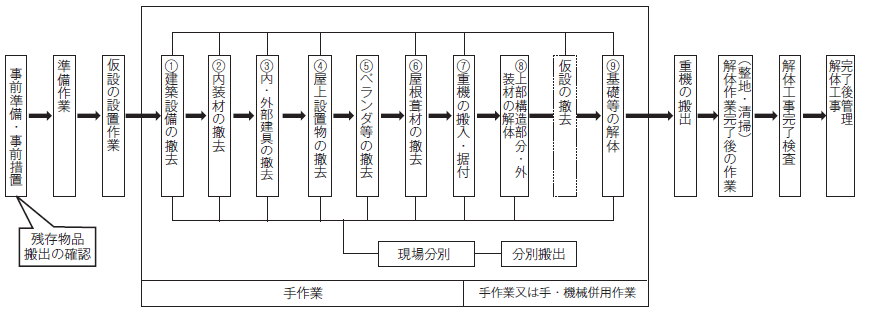 事前準備・事前措置
準備作業
仮設の設置作業
①建築設備の撤去
②内装材の撤去
③内・外部建具の撤去
④屋上設置物の撤去
⑤ベランダ等の撤去
⑥屋根葺材の撤去
⑦重機の搬入・据付
⑧上部構造部分・外
装材の解体
仮設の撤去
⑨基礎等の解体
重機の搬出
（整地・清掃）
解体作業完了後の作業
解体工事完了検査
完了後管理
解体工事
残存物品
搬出の確認
現場分別
分別搬出
手作業
手作業又は手・機械併用作業